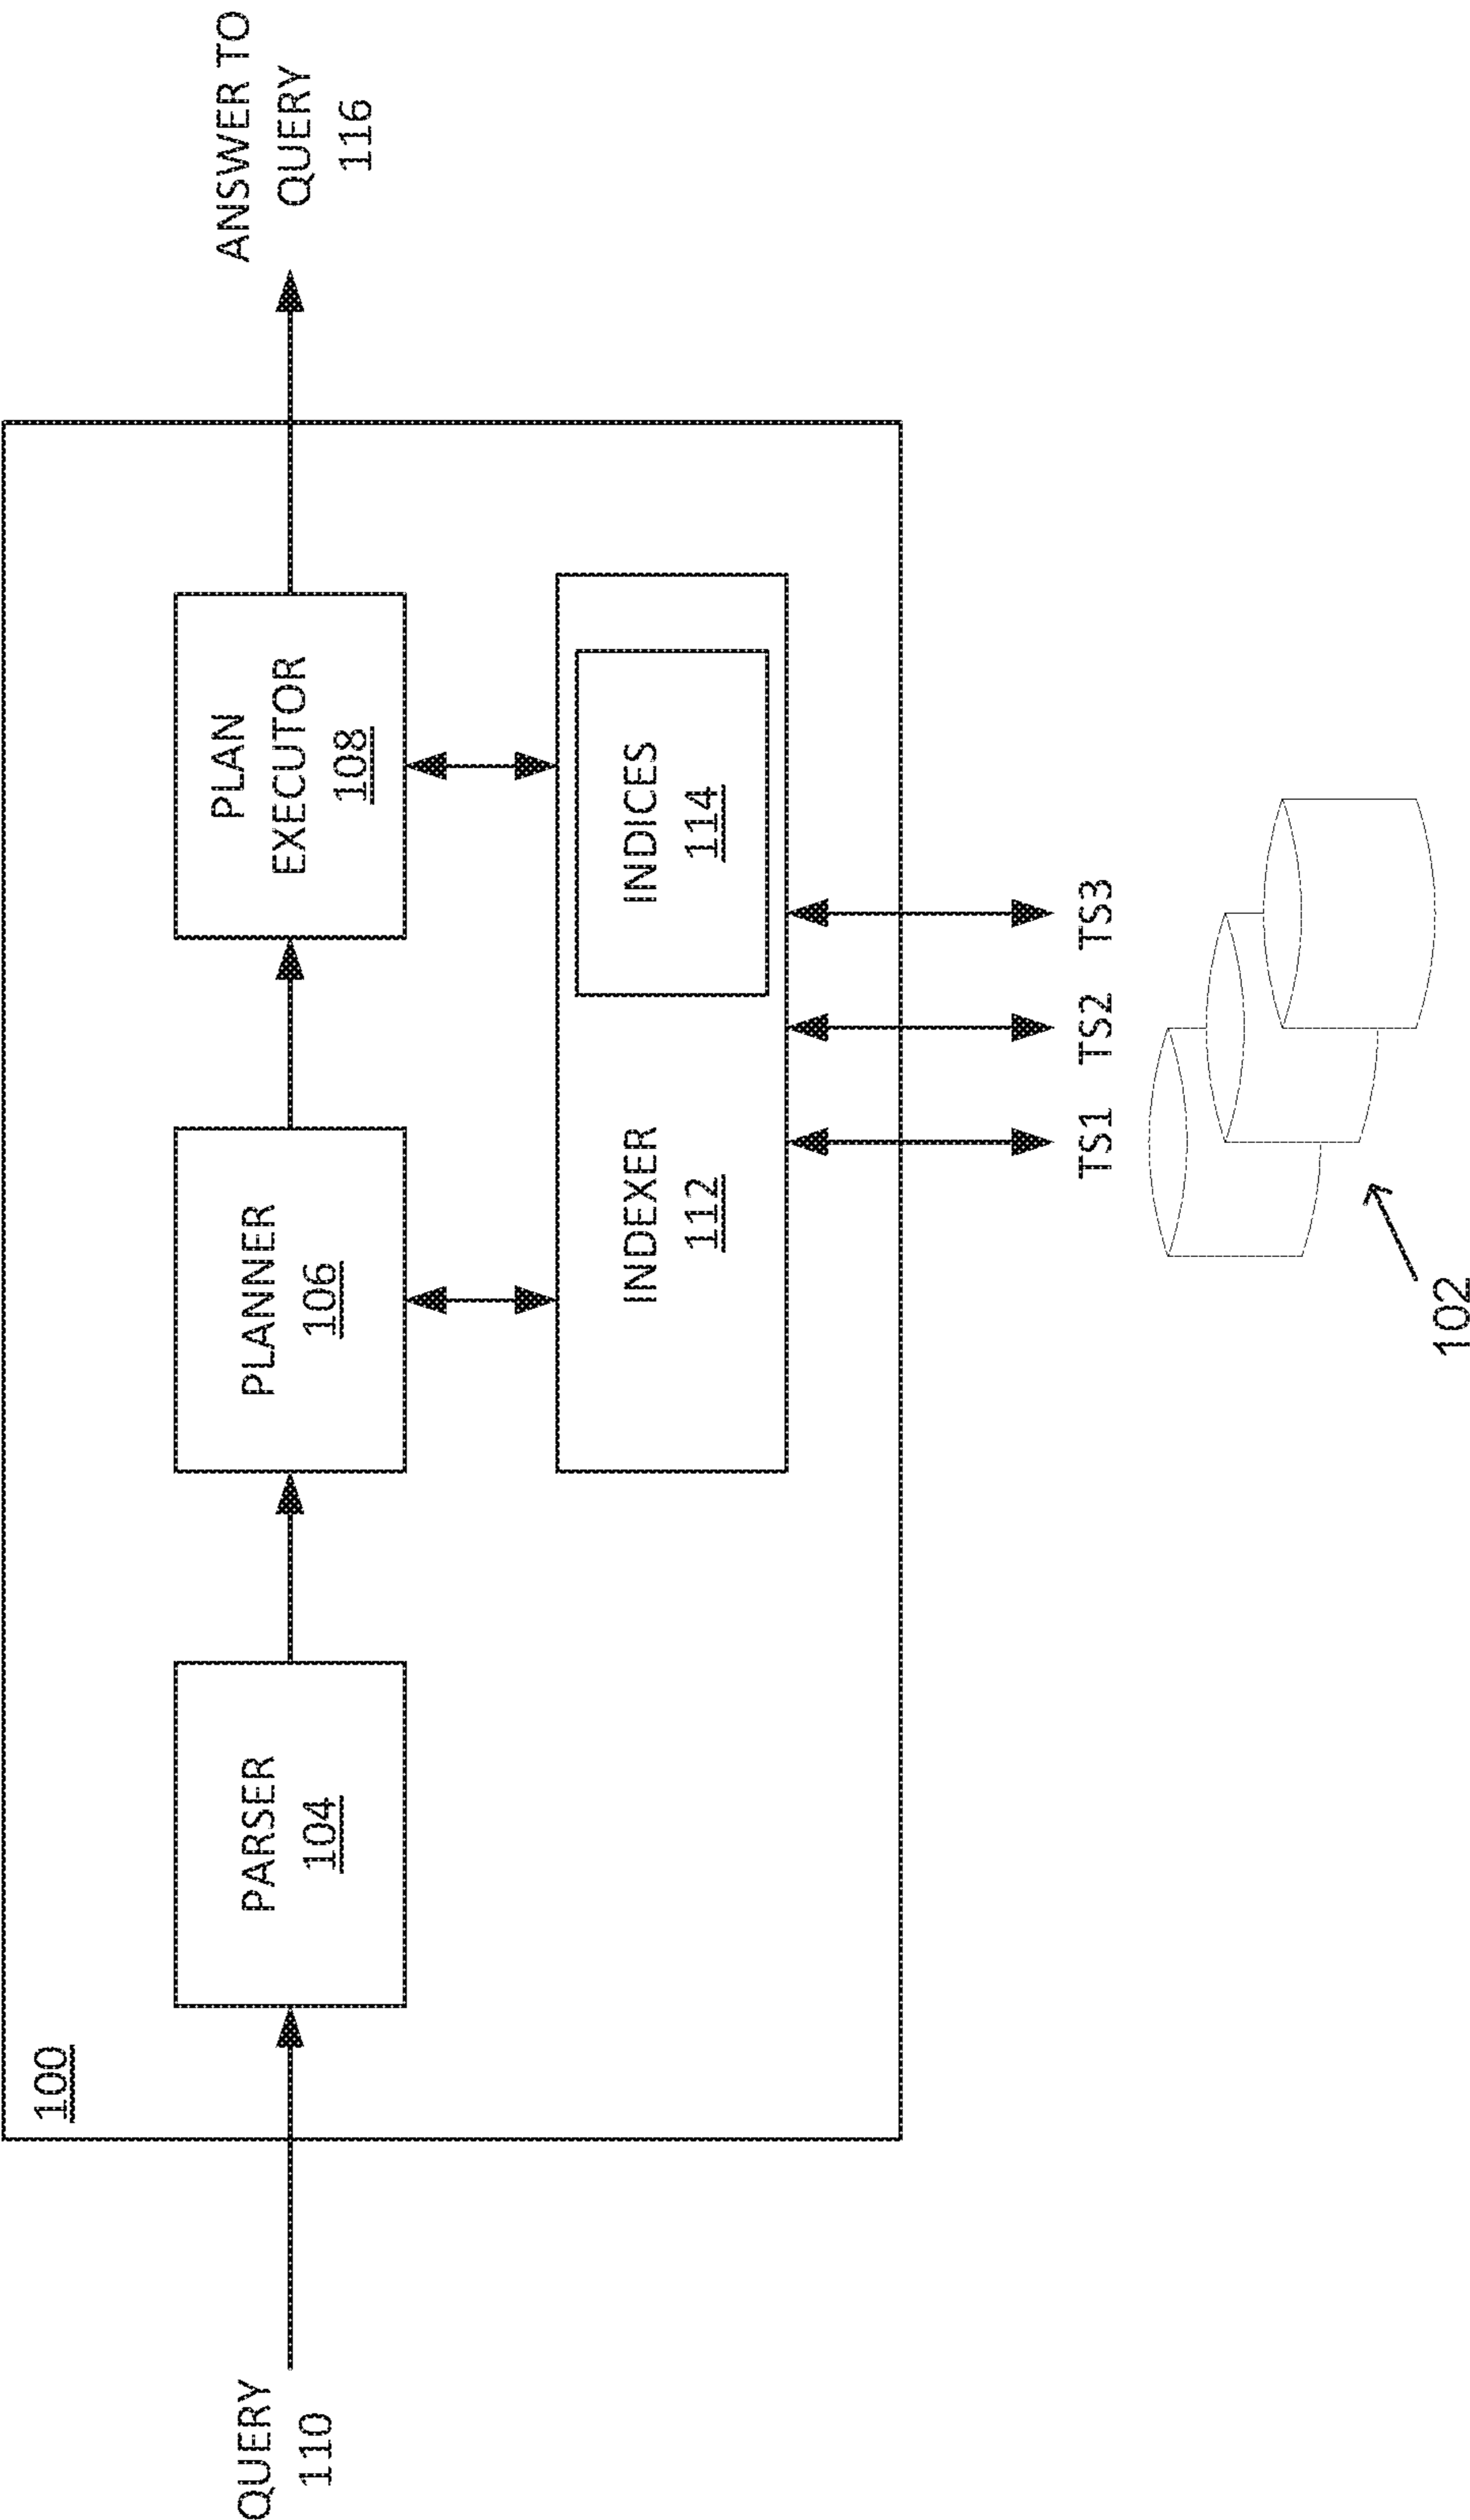 100
QUERY
110
PARSER
104
PLANNER
106
PLAN
EXECUTOR
108
ANSWER TO
QUERY
116
INDEXER
112
INDICES
114
TS1 TS2 TS3
102